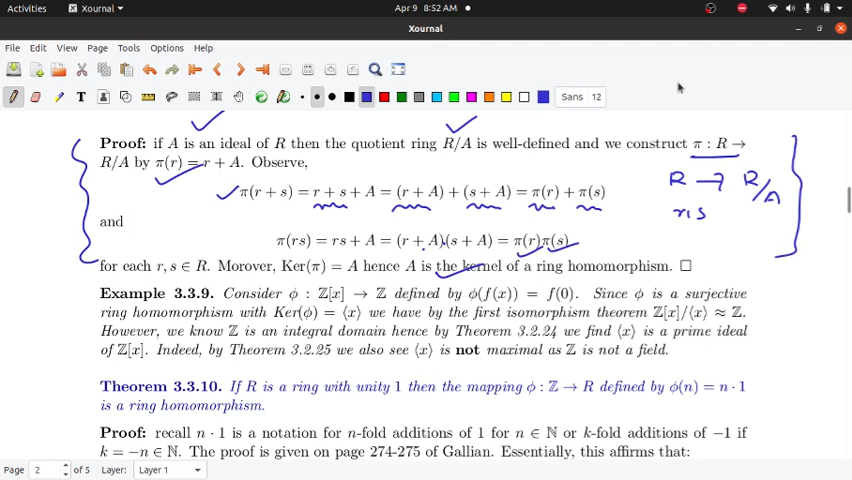 Activities
Xournal
Apr 9 8:52 AM
Xournal
File Edit View Page Tools Options Help
Sans 12
Proof: if A is an ideal of R then the quotient ring R/A is well-defined and we construct π : R →
R/A by π(r) = r + A. Observe,
π(r + s) = r + s + A = (r + A) + (s + A) = π(r) + π(s)
R → R/A
r,s
and
π(rs) = rs + A = (r + A)(s + A) = π(r)π(s)
for each r, s ∈ R. Morover, Ker(π) = A hence A is the kernel of a ring homomorphism. □
Example 3.3.9. Consider ϕ : ℤ[x] → ℤ defined by ϕ(f(x)) = f(0). Since ϕ is a surjective
ring homorphism with Ker(ϕ) = ⟨x⟩ we have by the first isomorphism theorem ℤ[x]/⟨x⟩ ≈ ℤ.
However, we know ℤ is an integral domain hence by Theorem 3.2.24 we find ⟨x⟩ is a prime ideal
of ℤ[x]. Indeed, by Theorem 3.2.25 we also see ⟨x⟩ is not maximal as ℤ is not a field.
Theorem 3.3.10. If R is a ring with unity 1 then the mapping ϕ : ℤ → R defined by ϕ(n) = n · 1
is a ring homomorphism.
Proof: recall n · 1 is a notation for n-fold additions of 1 for n ∈ ℕ or k-fold additions of −1 if
k = −n ∈ ℕ. The proof is given on page 274-275 of Gallian. Essentially, this affirms that:
Page 2 of 5 Layer: Layer 1